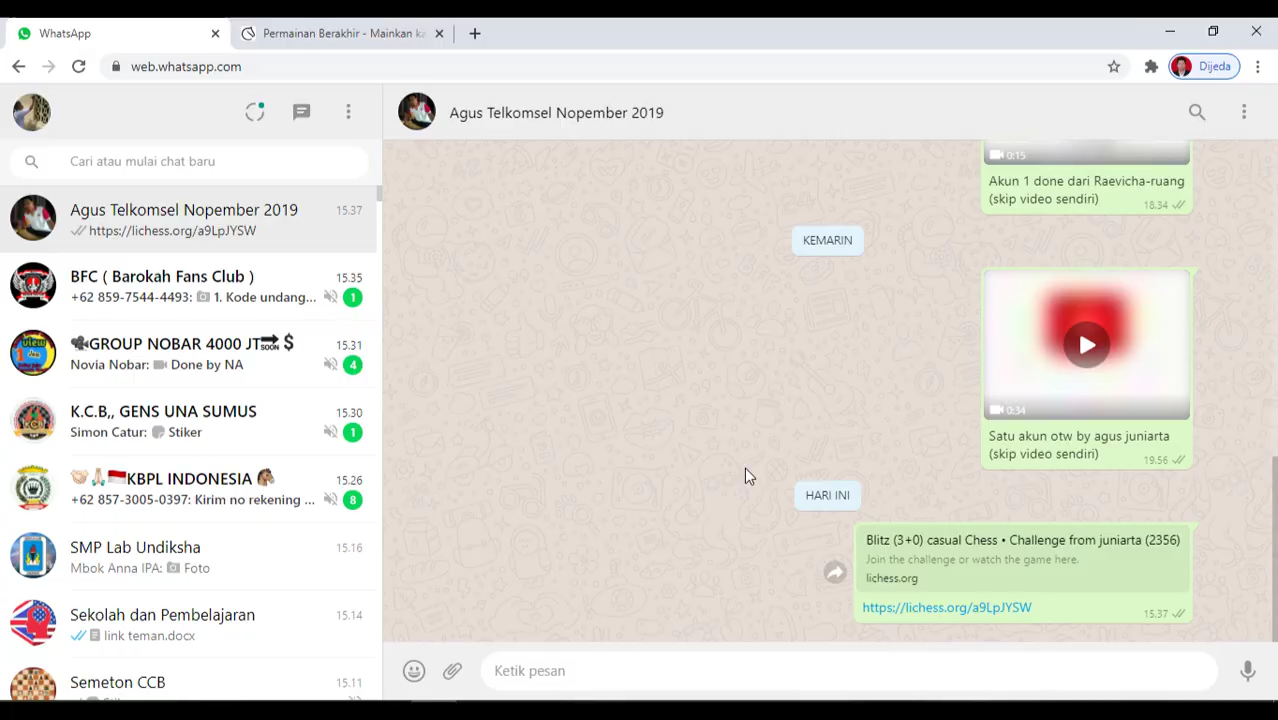 WhatsApp
Permainan Berakhir - Mainkan ka
web.whatsapp.com
Dijeda
Cari atau mulai chat baru
Agus Telkomsel Nopember 2019
15.37
https://lichess.org/a9LpJYSW
BFC ( Barokah Fans Club )
15.35
+62 859-7544-4493: 1. Kode undang...
1
GROUP NOBAR 4000 JT🔜💲
15.31
Novia Nobar: Done by NA
4
K.C.B,, GENS UNA SUMUS
15.30
Simon Catur: Stiker
1
KBPL INDONESIA
15.26
+62 857-3005-0397: Kirim no rekening ...
8
SMP Lab Undiksha
15.16
Mbok Anna IPA: Foto
Sekolah dan Pembelajaran
15.14
link teman.docx
Semeton CCB
15.11
Agus Telkomsel Nopember 2019
0:15
Akun 1 done dari Raevicha-ruang
(skip video sendiri)
18.34
KEMARIN
0:34
Satu akun otw by agus juniarta
(skip video sendiri)
19.56
HARI INI
Blitz (3+0) casual Chess • Challenge from juniarta (2356)
Join the challenge or watch the game here.
lichess.org
https://lichess.org/a9LpJYSW
15.37
Ketik pesan